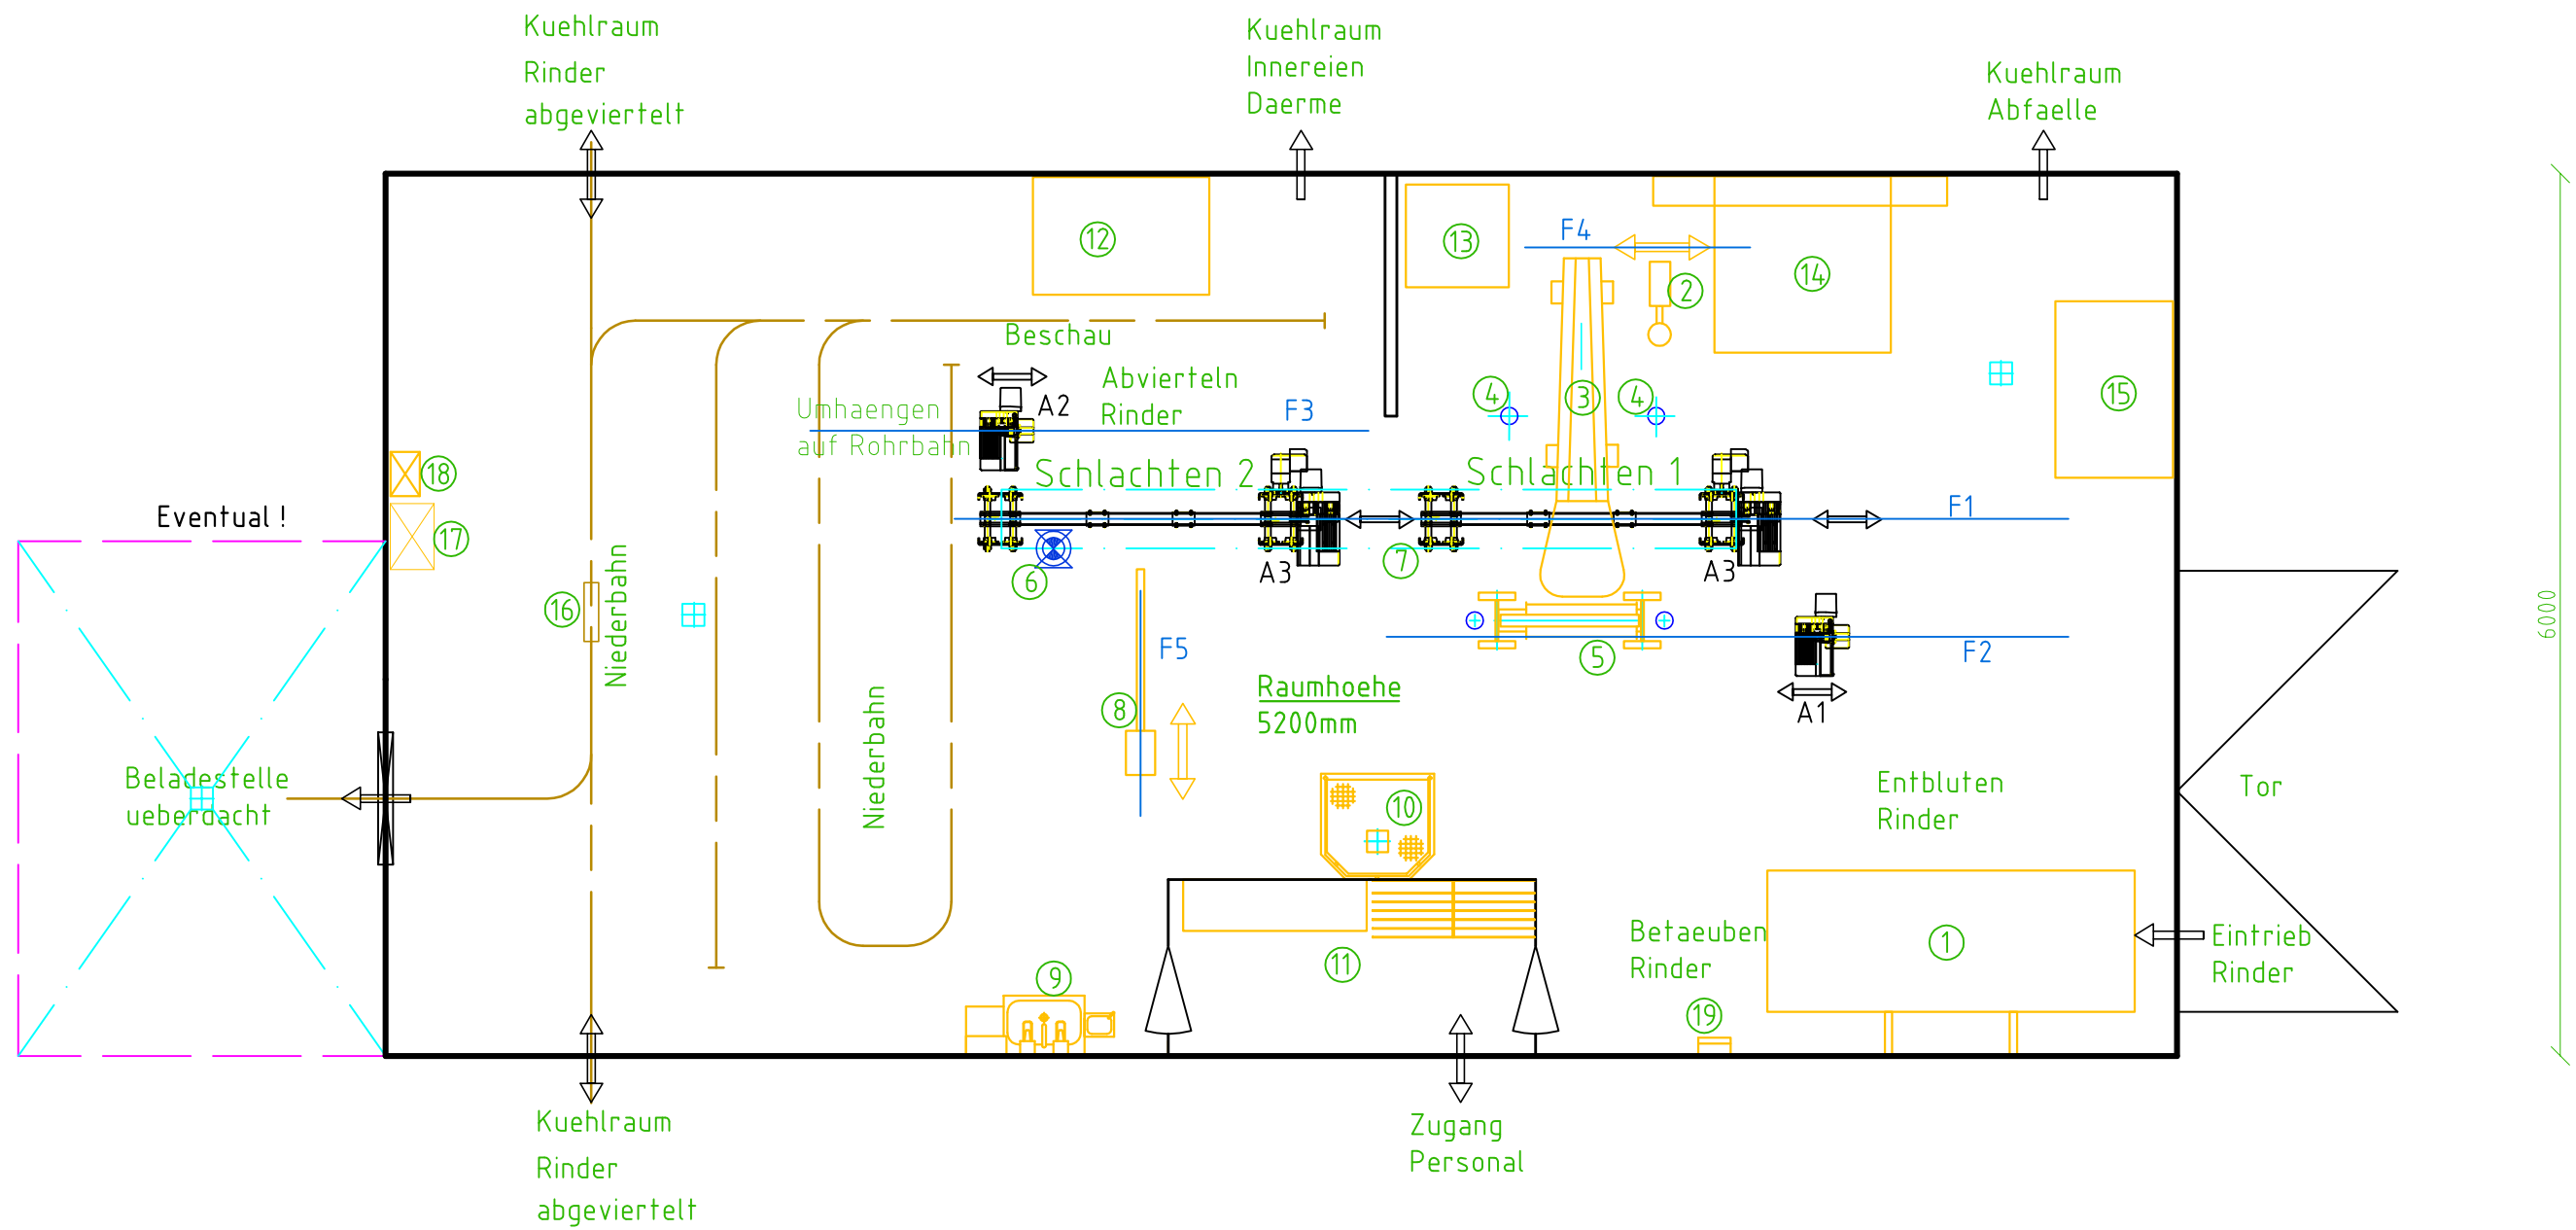 Kuehlraum
Rinder
abgeviertelt
Kuehlraum
Innereien
Daerme
Kuehlraum
Abfaelle
12
13
F4
2
14
15
Beschau
A2
Abvierteln
Rinder
Umhaengen
auf Rohrbahn
F3
4
3
4
18
Schlachten 2
Schlachten 1
Eventual !
17
F1
6
A3
7
A3
16
Niederbahn
F5
5
F2
8
Raumhoehe
5200mm
A1
6000
Niederbahn
Beladestelle
ueberdacht
10
Entbluten
Rinder
Tor
Betaeuben
Rinder
1
Eintrieb
Rinder
11
9
19
Kuehlraum
Rinder
abgeviertelt
Zugang
Personal